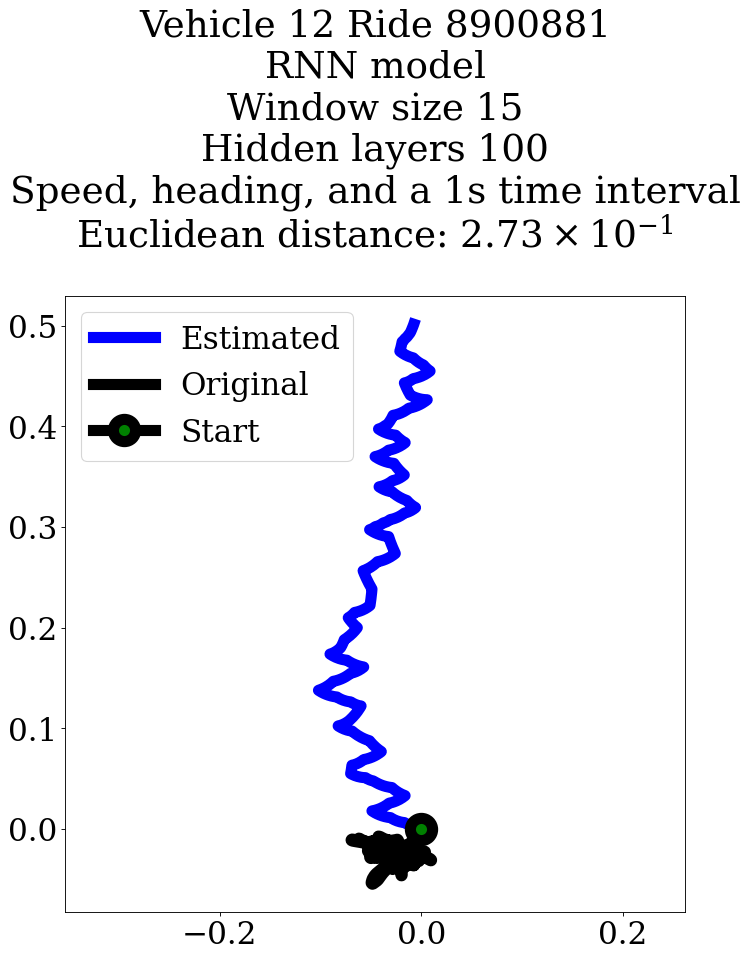 Vehicle 12 Ride 8900881
RNN model
Window size 15
Hidden layers 100
Speed, heading, and a 1s time interval
Euclidean distance: 2.73 × 10⁻¹
Estimated
Original
Start
0.5
0.4
0.3
0.2
0.1
0.0
−0.2 0.0 0.2